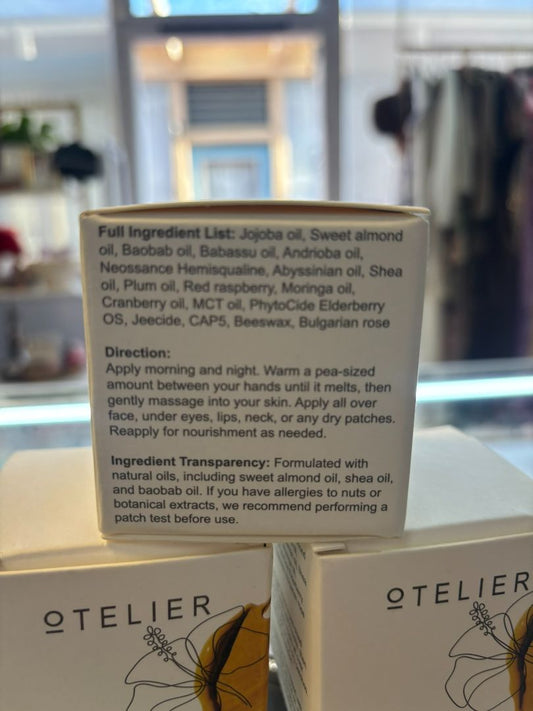 Full Ingredient List: Jojoba oil, Sweet almond
oil, Baobab oil, Babassu oil, Andrioba oil,
Neossance Hemisqualine, Abyssinian oil, Shea
oil, Plum oil, Red raspberry, Moringa oil,
Cranberry oil, MCT oil, PhytoCide Elderberry
OS, Jeecide, CAP5, Beeswax, Bulgarian rose
Direction:
Apply morning and night. Warm a pea-sized
amount between your hands until it melts, then
gently massage into your skin. Apply all over
face, under eyes, lips, neck, or any dry patches.
Reapply for nourishment as needed.
Ingredient Transparency: Formulated with
natural oils, including sweet almond oil, shea oil,
and baobab oil. If you have allergies to nuts or
botanical extracts, we recommend performing a
patch test before use.
OTELIER
OTELIER